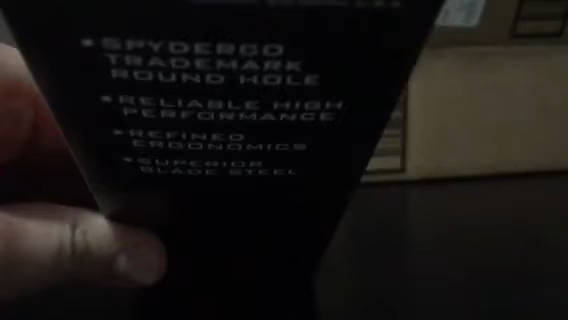 * SPYDERCO
TRADEMARK
ROUND HOLE
* RELIABLE HIGH
PERFORMANCE
* REFINED
ERGONOMICS
* SUPERIOR
BLADE STEEL